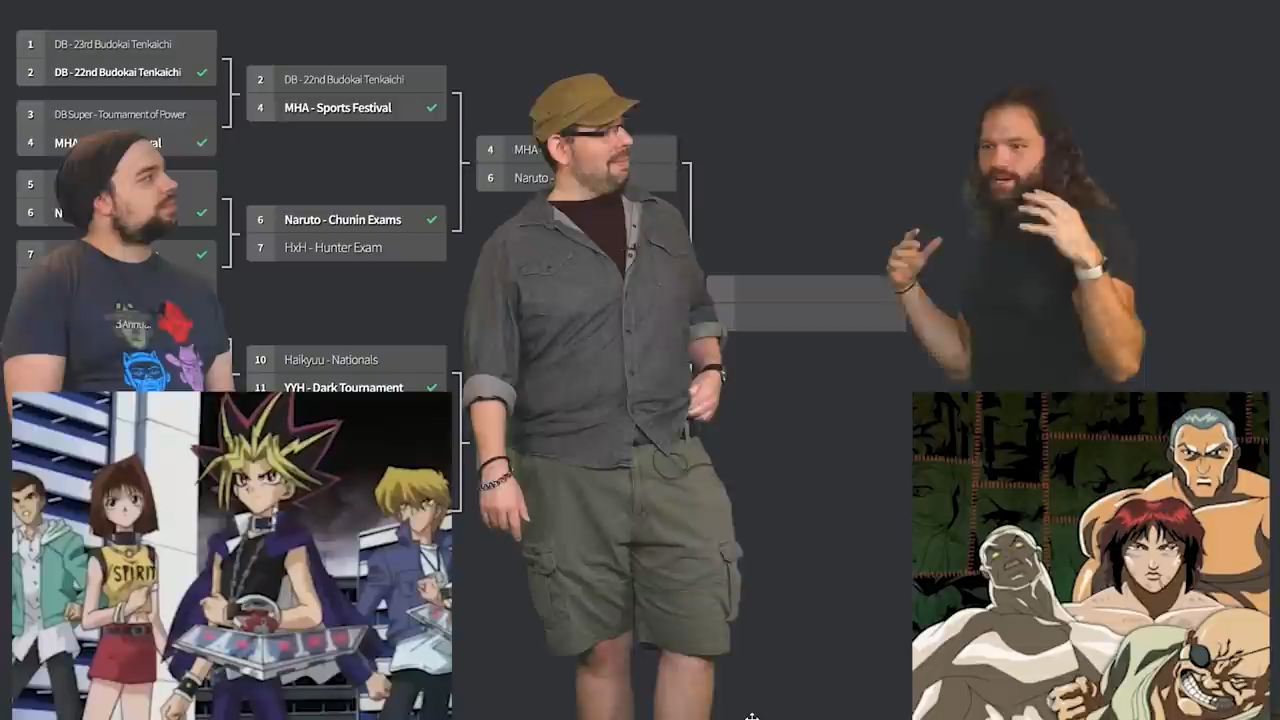 1 DB - 23rd Budokai Tenkaichi
2 DB - 22nd Budokai Tenkaichi
3 DB Super - Tournament of Power
4 MHA
5
6 N
7
2 DB - 22nd Budokai Tenkaichi
4 MHA - Sports Festival
6 Naruto - Chunin Exams
7 HxH - Hunter Exam
10 Haikyuu - Nationals
11 YYH - Dark Tournament
4 MHA
6 Naruto -
SPIRIT